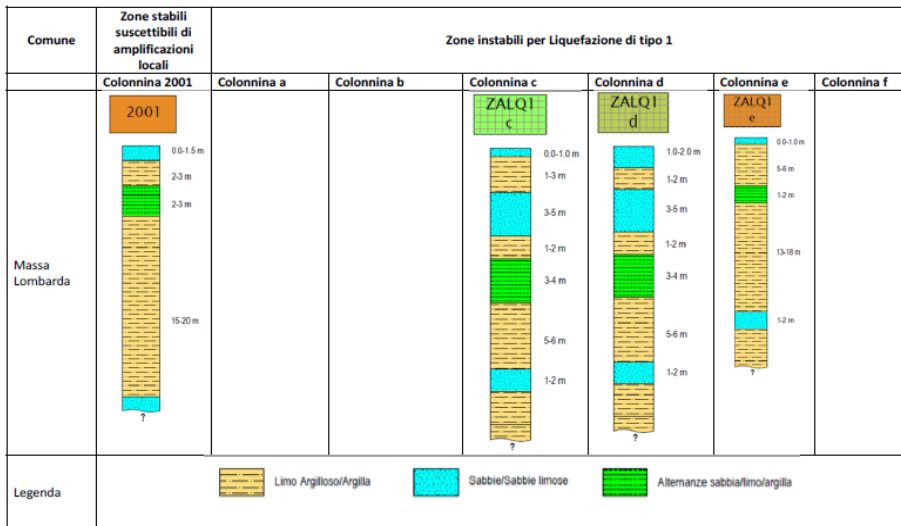 Comune
Zone stabili
suscettibili di
amplificazioni
locali
Zone instabili per Liquefazione di tipo 1
Colonnina 2001
Colonnina a
Colonnina b
Colonnina c
Colonnina d
Colonnina e
Colonnina f
Massa
Lombarda
2001
0.0-1.5 m
2-3 m
2-3 m
15-20 m
?
ZALQ1
c
0.0-1.0 m
1-3 m
3-5 m
1-2 m
3-4 m
5-6 m
1-2 m
?
ZALQ1
d
1.0-2.0 m
1-2 m
3-5 m
1-2 m
3-4 m
5-6 m
1-2 m
?
ZALQ1
e
0.0-1.0 m
5-6 m
1-2 m
13-18 m
1-2 m
?
Legenda
Limo Argilloso/Argilla
Sabbie/Sabbie limose
Alternanze sabbia/limo/argilla